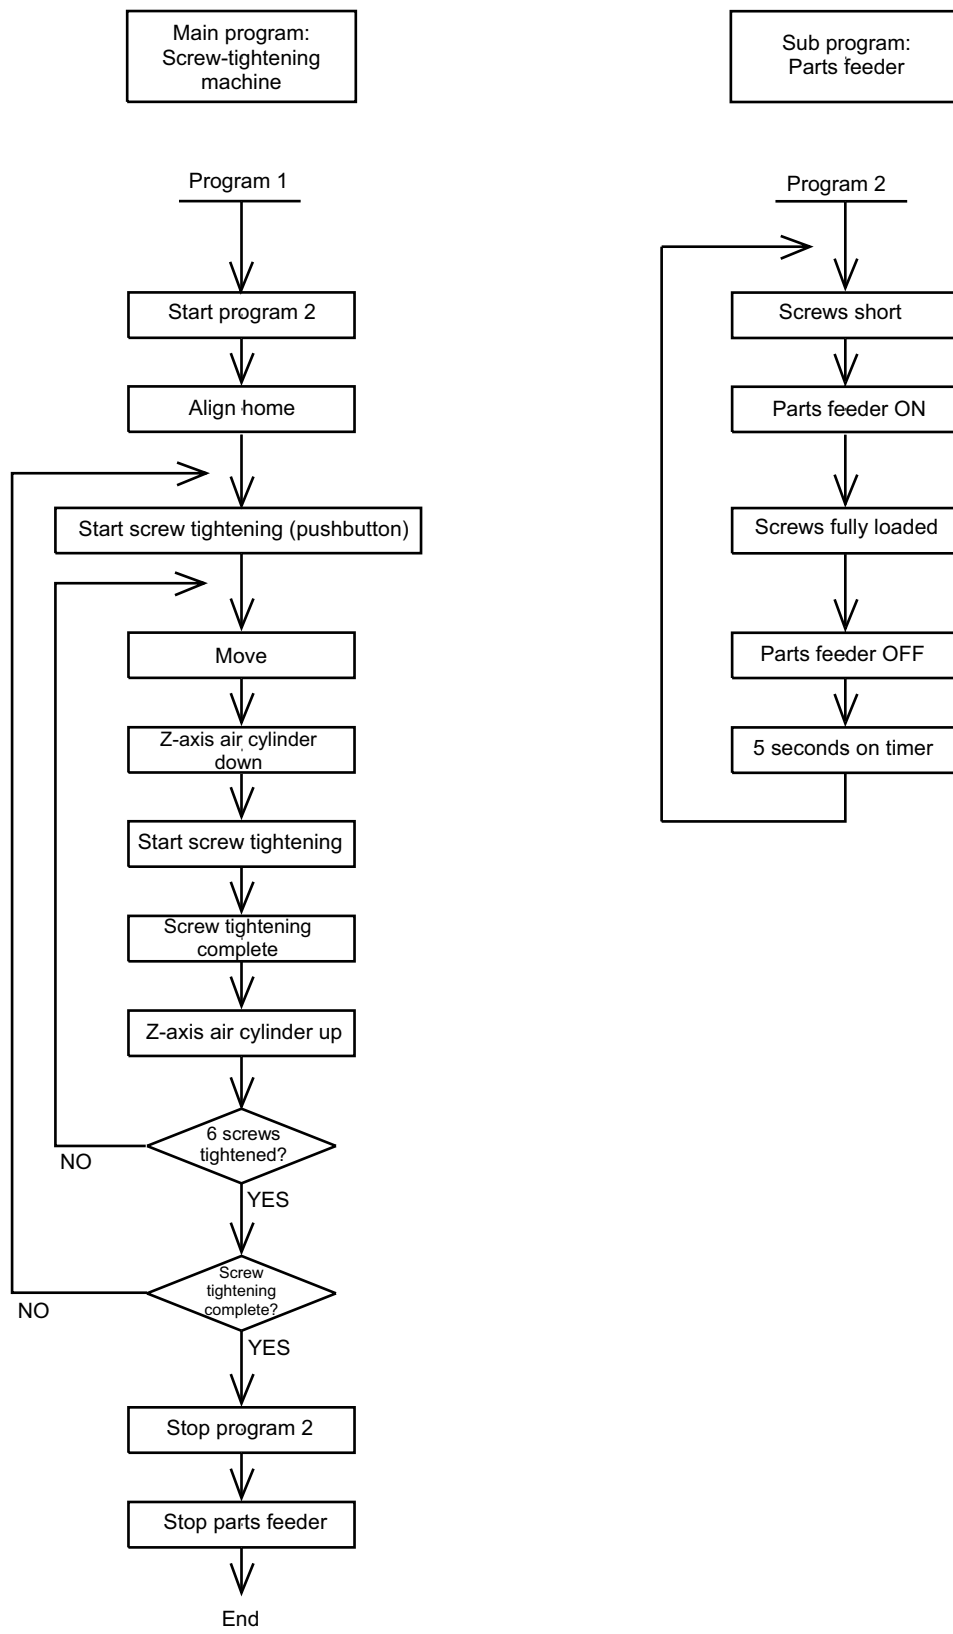 Main program:
Screw-tightening
machine
Program 1
Start program 2
Align home
Start screw tightening (pushbutton)
Move
Z-axis air cylinder
down
Start screw tightening
Screw tightening
complete
Z-axis air cylinder up
6 screws
tightened?
NO
YES
Screw
tightening
complete?
NO
YES
Stop program 2
Stop parts feeder
End
Sub program:
Parts feeder
Program 2
Screws short
Parts feeder ON
Screws fully loaded
Parts feeder OFF
5 seconds on timer